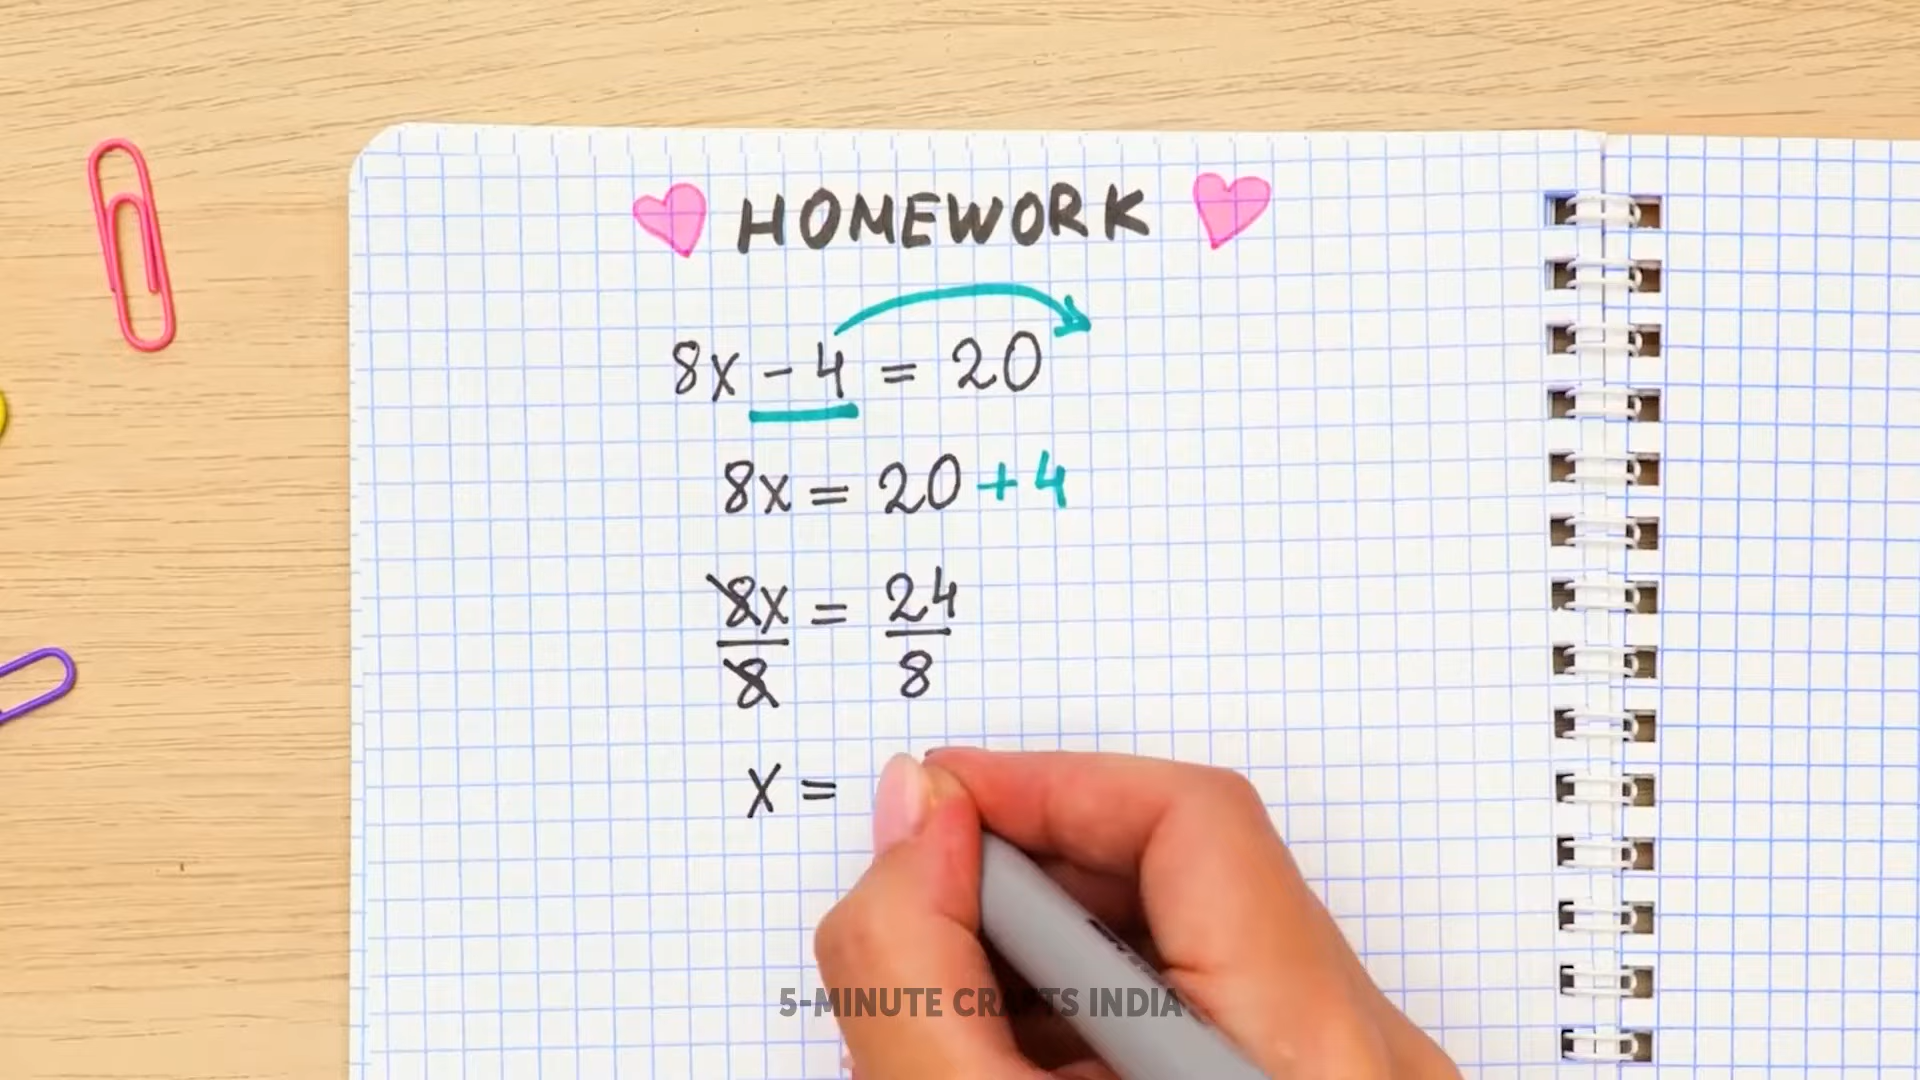 HOMEWORK
8x - 4 = 20
8x = 20 + 4
8x/8 = 24/8
x =
5-MINUTE CRAFTS INDIA